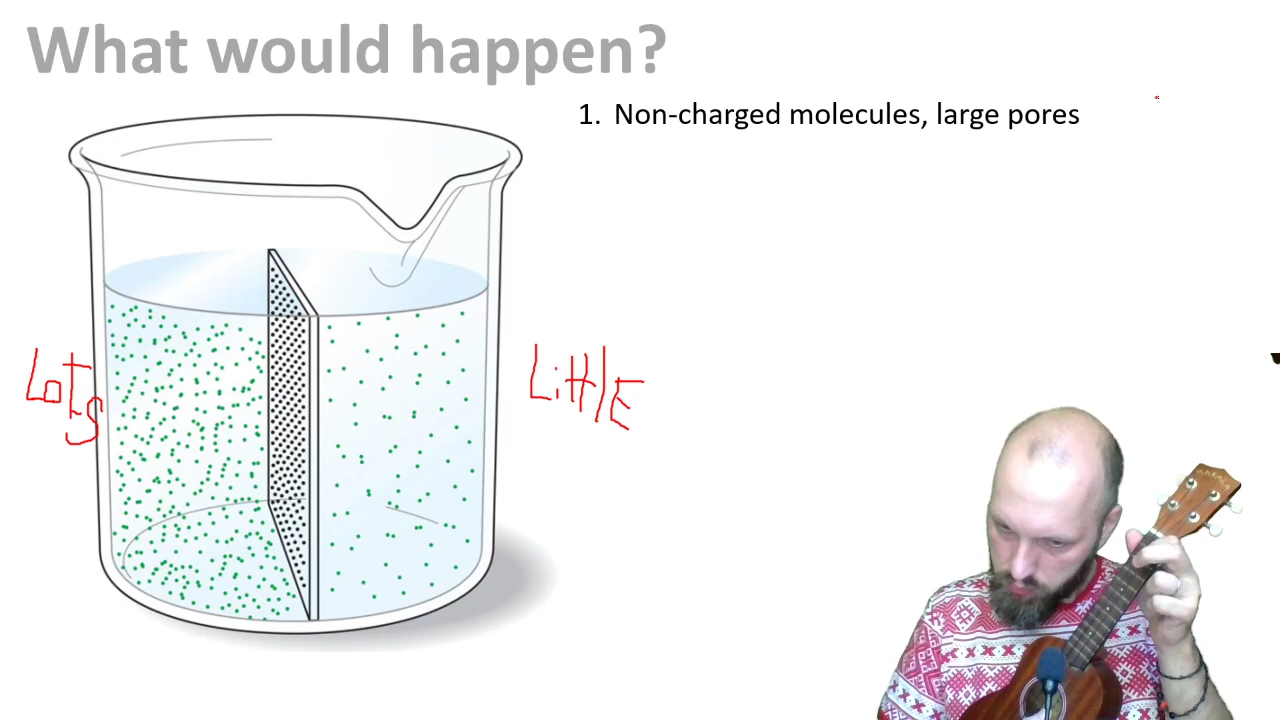 What would happen?
1. Non-charged molecules, large pores
Lots
LittlE